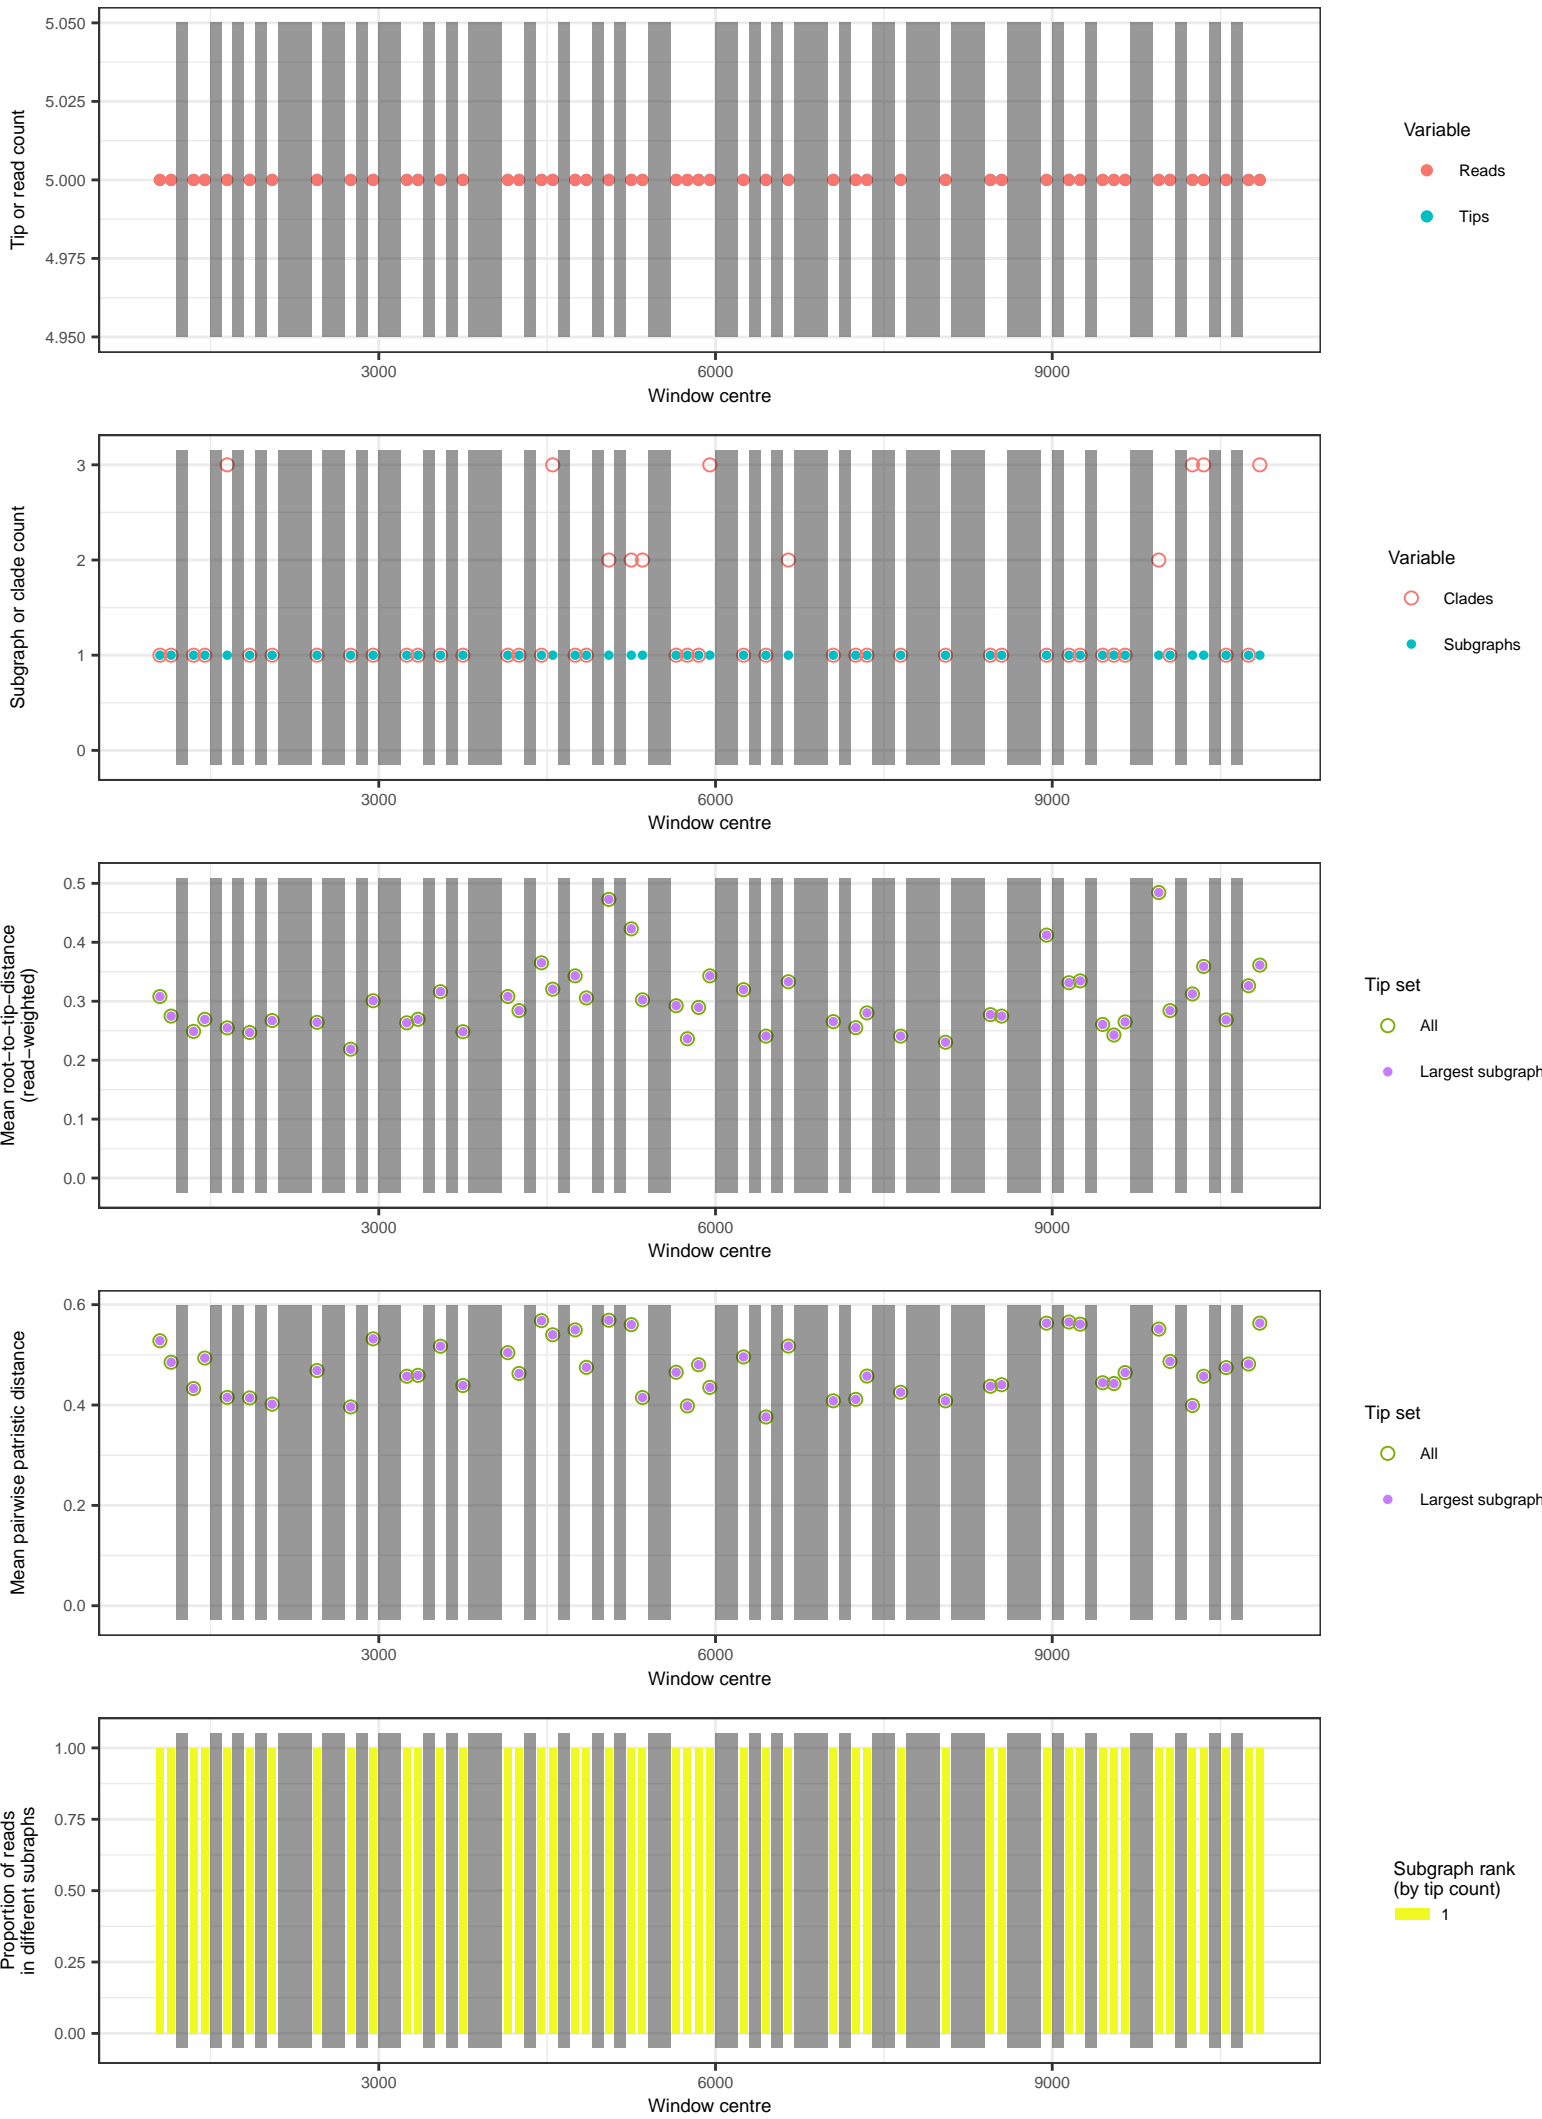 5.050
5.025
5.000
4.975
4.950
Tip or read count
3000
6000
9000
Window centre
Variable
Reads
Tips
3
2
1
0
Subgraph or clade count
3000
6000
9000
Window centre
Variable
Clades
Subgraphs
0.5
0.4
0.3
0.2
0.1
0.0
Mean root−to−tip−distance
(read−weighted)
3000
6000
9000
Window centre
Tip set
All
Largest subgraph
0.6
0.4
0.2
0.0
Mean pairwise patristic distance
3000
6000
9000
Window centre
Tip set
All
Largest subgraph
1.00
0.75
0.50
0.25
0.00
Proportion of reads
in different subraphs
3000
6000
9000
Window centre
Subgraph rank
(by tip count)
1